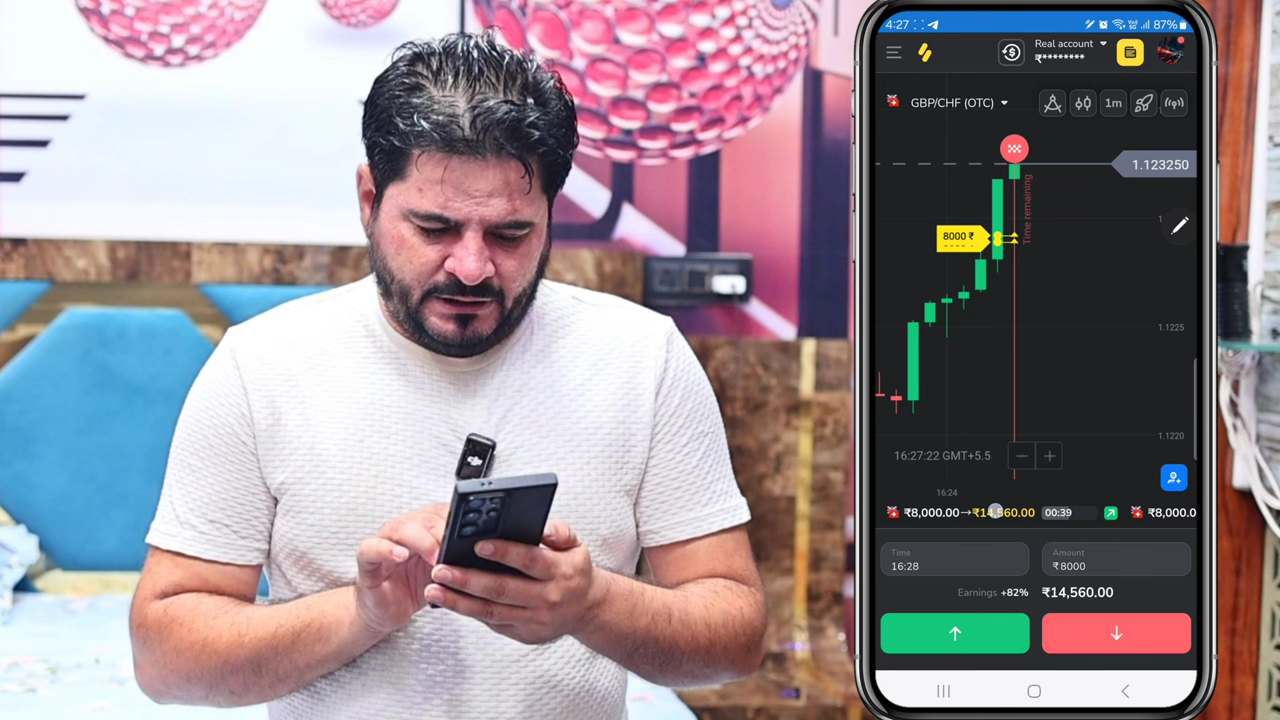 4:27
87%
Real account
₹********
GBP/CHF (OTC)
1m
1.123250
Time remaining
8000 ₹
1
1.1225
1.1220
16:27:22 GMT+5.5
16:24
₹8,000.00→₹14,560.00 00:39 ₹8,000.0
Time
16:28
Amount
₹8000
Earnings +82% ₹14,560.00
dji